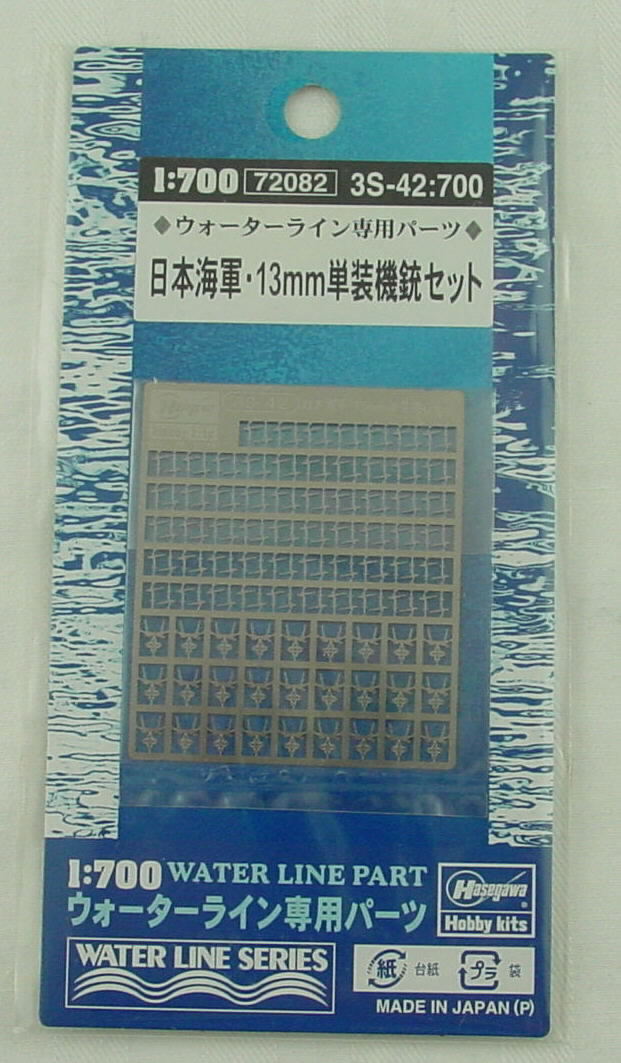 1:700 72082 3S-42:700
◆ウォーターライン専用パーツ◆
日本海軍・13mm単装機銃セット
Hasegawa
Hobby kits
1:700 WATER LINE PART
ウォーターライン専用パーツ
Hasegawa
Hobby kits
WATER LINE SERIES
紙 台紙 プラ 袋
MADE IN JAPAN (P)